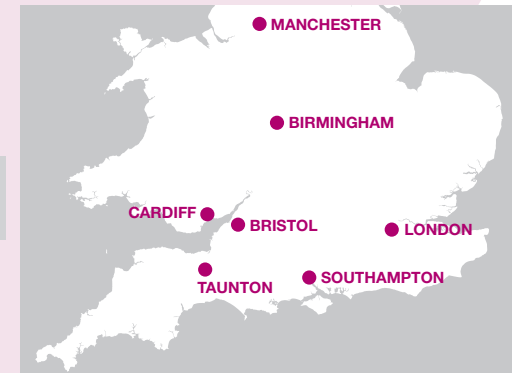 MANCHESTER
BIRMINGHAM
CARDIFF
BRISTOL
LONDON
TAUNTON
SOUTHAMPTON